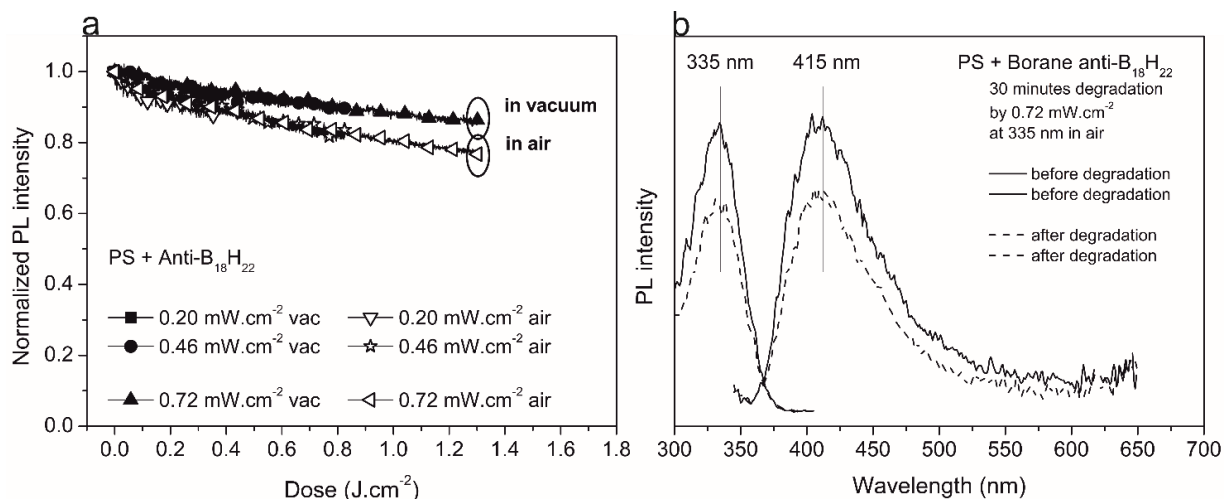 a
Normalized PL intensity
1.0
0.8
0.6
0.4
0.2
0.0
in vacuum
in air
PS + Anti-B₁₈H₂₂
0.20 mW.cm⁻² vac
0.20 mW.cm⁻² air
0.46 mW.cm⁻² vac
0.46 mW.cm⁻² air
0.72 mW.cm⁻² vac
0.72 mW.cm⁻² air
0.0 0.2 0.4 0.6 0.8 1.0 1.2 1.4 1.6 1.8
Dose (J.cm⁻²)
b
PL intensity
335 nm
415 nm
PS + Borane anti-B₁₈H₂₂
30 minutes degradation
by 0.72 mW.cm⁻²
at 335 nm in air
before degradation
before degradation
after degradation
after degradation
300 350 400 450 500 550 600 650 700
Wavelength (nm)